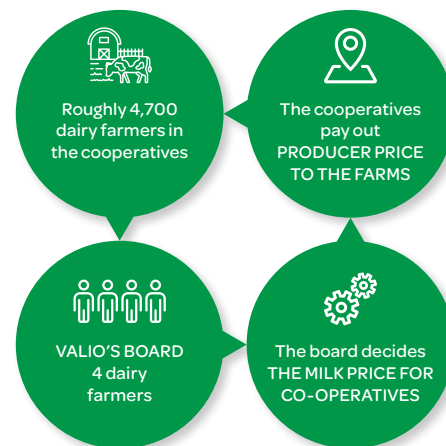 Roughly 4,700
dairy farmers in
the cooperatives
The cooperatives
pay out
PRODUCER PRICE
TO THE FARMS
VALIO'S BOARD
4 dairy
farmers
The board decides
THE MILK PRICE FOR
CO-OPERATIVES